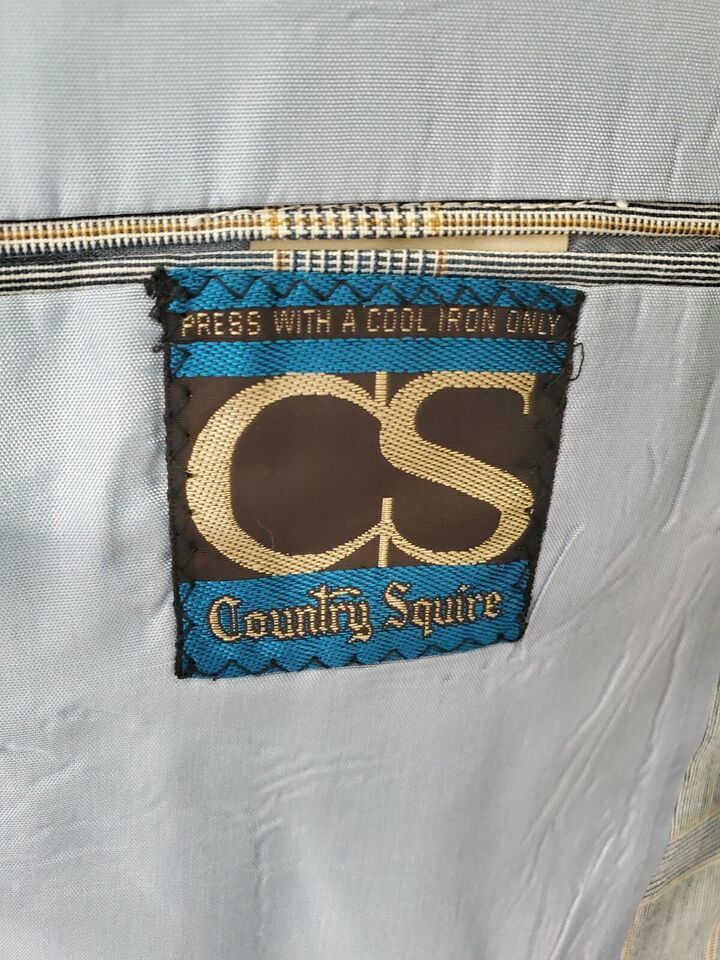 PRESS WITH A COOL IRON ONLY
CS
Country Squire